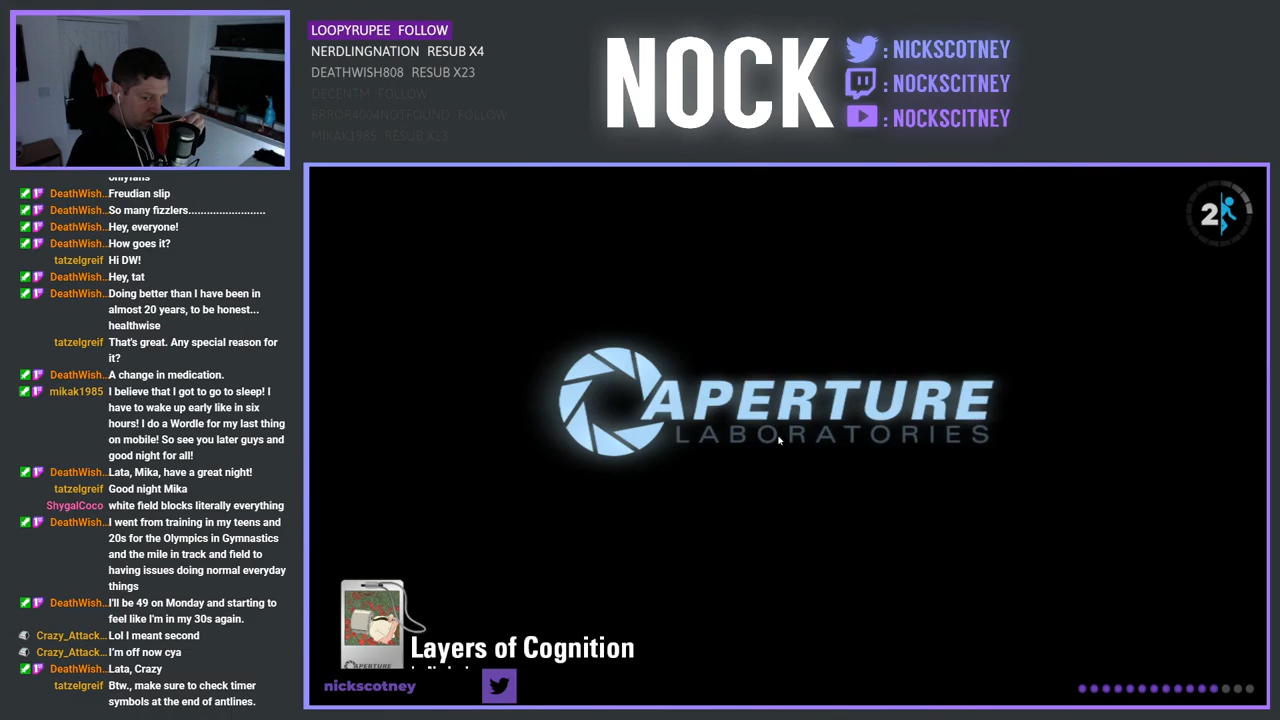 LOOPYRUPEE FOLLOW
NERDLINGNATION RESUB X4
DEATHWISH808 RESUB X23
DECENTM FOLLOW
ERROR4004NOTFOUND FOLLOW
MIKAK1985 RESUB X13
NOCK
: NICKSCOTNEY
: NOCKSCITNEY
: NOCKSCITNEY
onlyfans
DeathWish... Freudian slip
DeathWish... So many fizzlers.........................
DeathWish... Hey, everyone!
DeathWish... How goes it?
tatzelgreif Hi DW!
DeathWish... Hey, tat
DeathWish... Doing better than I have been in
almost 20 years, to be honest...
healthwise
tatzelgreif That's great. Any special reason for
it?
DeathWish... A change in medication.
mikak1985 I believe that I got to go to sleep! I
have to wake up early like in six
hours! I do a Wordle for my last thing
on mobile! So see you later guys and
good night for all!
DeathWish... Lata, Mika, have a great night!
tatzelgreif Good night Mika
ShygalCoco white field blocks literally everything
DeathWish... I went from training in my teens and
20s for the Olympics in Gymnastics
and the mile in track and field to
having issues doing normal everyday
things
DeathWish... I'll be 49 on Monday and starting to
feel like I'm in my 30s again.
Crazy_Attack... Lol I meant second
Crazy_Attack... I'm off now cya
DeathWish... Lata, Crazy
tatzelgreif Btw., make sure to check timer
symbols at the end of antlines.
2
APERTURE
LABORATORIES
Layers of Cognition
APERTURE
nickscotney